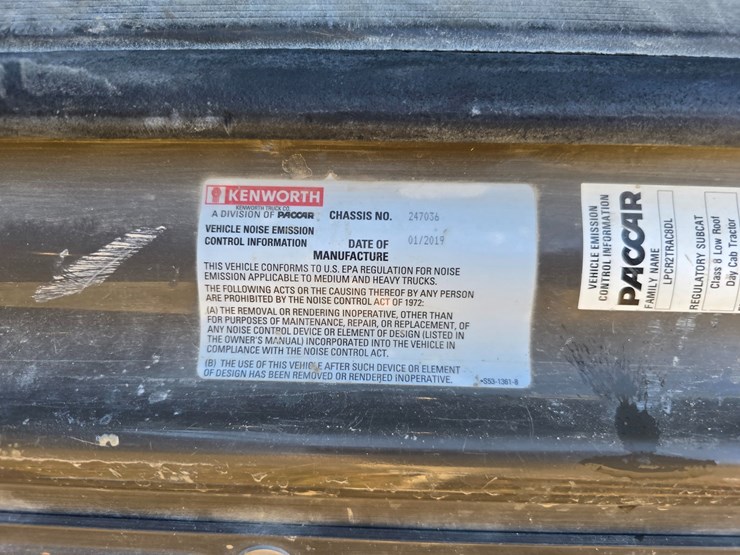 KENWORTH
KENWORTH TRUCK CO.
A DIVISION OF PACCAR
CHASSIS NO. 247036
VEHICLE NOISE EMISSION
CONTROL INFORMATION
DATE OF 01/2019
MANUFACTURE
THIS VEHICLE CONFORMS TO U.S. EPA REGULATION FOR NOISE
EMISSION APPLICABLE TO MEDIUM AND HEAVY TRUCKS.
THE FOLLOWING ACTS OR THE CAUSING THEREOF BY ANY PERSON
ARE PROHIBITED BY THE NOISE CONTROL ACT OF 1972:
(A) THE REMOVAL OR RENDERING INOPERATIVE, OTHER THAN
FOR PURPOSES OF MAINTENANCE, REPAIR, OR REPLACEMENT, OF
ANY NOISE CONTROL DEVICE OR ELEMENT OF DESIGN (LISTED IN
THE OWNER'S MANUAL) INCORPORATED INTO THE VEHICLE IN
COMPLIANCE WITH THE NOISE CONTROL ACT.
(B) THE USE OF THIS VEHICLE AFTER SUCH DEVICE OR ELEMENT
OF DESIGN HAS BEEN REMOVED OR RENDERED INOPERATIVE.
S53-1361-8
VEHICLE EMISSION
CONTROL INFORMATION
PACCAR
FAMILY NAME
LPCR2TRAC8DL
REGULATORY SUBCAT
Class 8 Low Roof
Day Cab Tractor